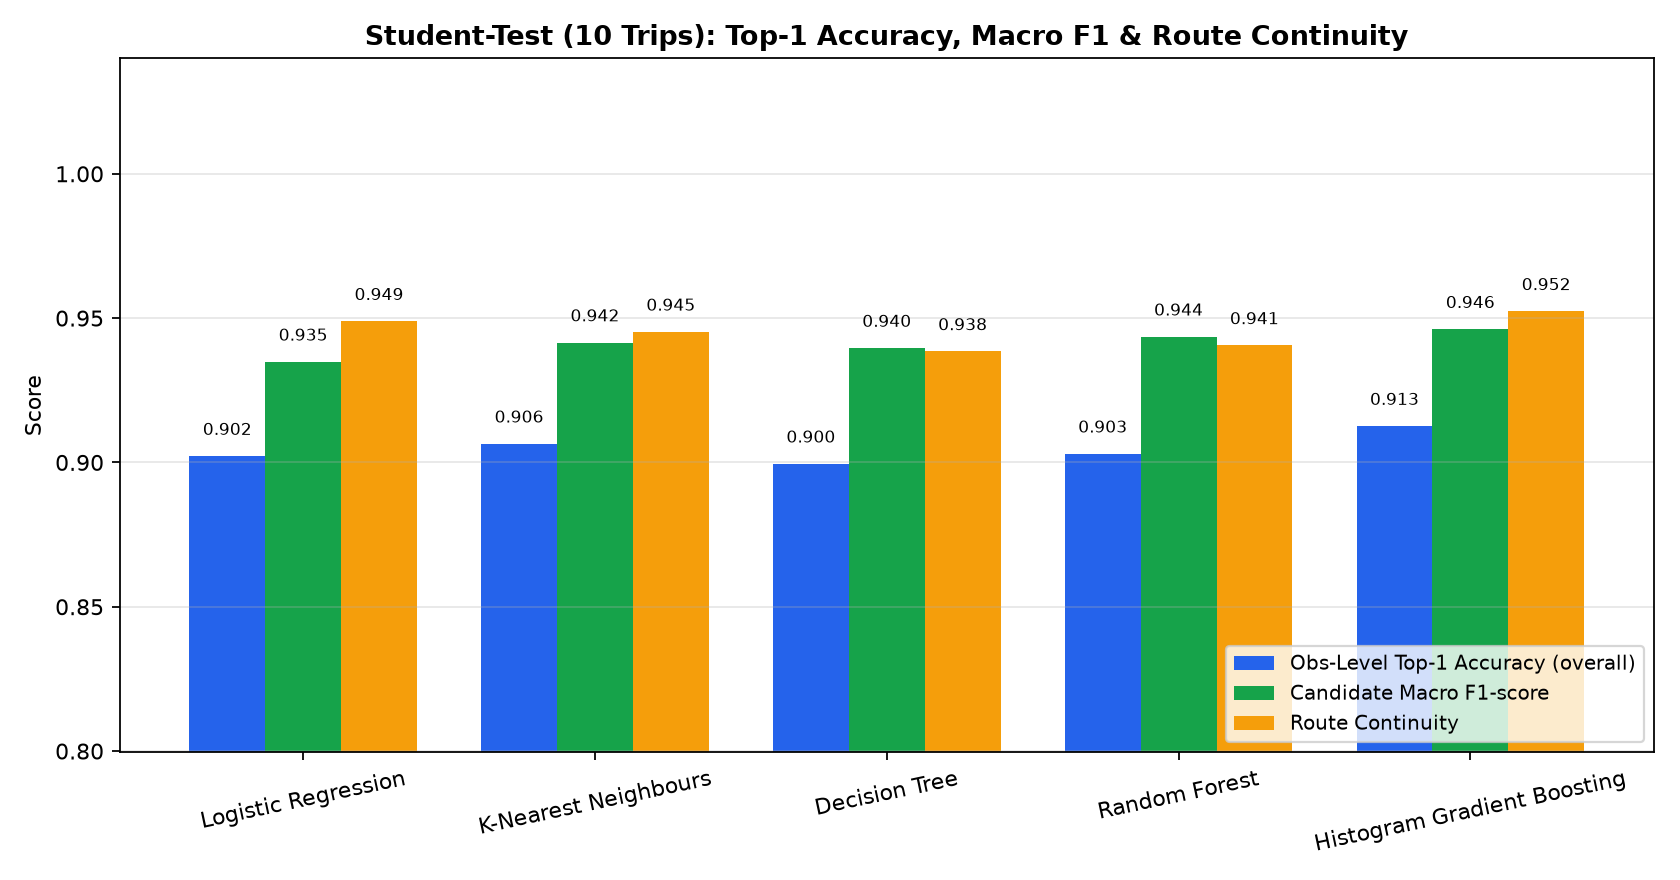 Student-Test (10 Trips): Top-1 Accuracy, Macro F1 & Route Continuity
Score
1.00
0.95
0.90
0.85
0.80
0.902
0.935
0.949
0.906
0.942
0.945
0.900
0.940
0.938
0.903
0.944
0.941
0.913
0.946
0.952
Obs-Level Top-1 Accuracy (overall)
Candidate Macro F1-score
Route Continuity
Logistic Regression
K-Nearest Neighbours
Decision Tree
Random Forest
Histogram Gradient Boosting